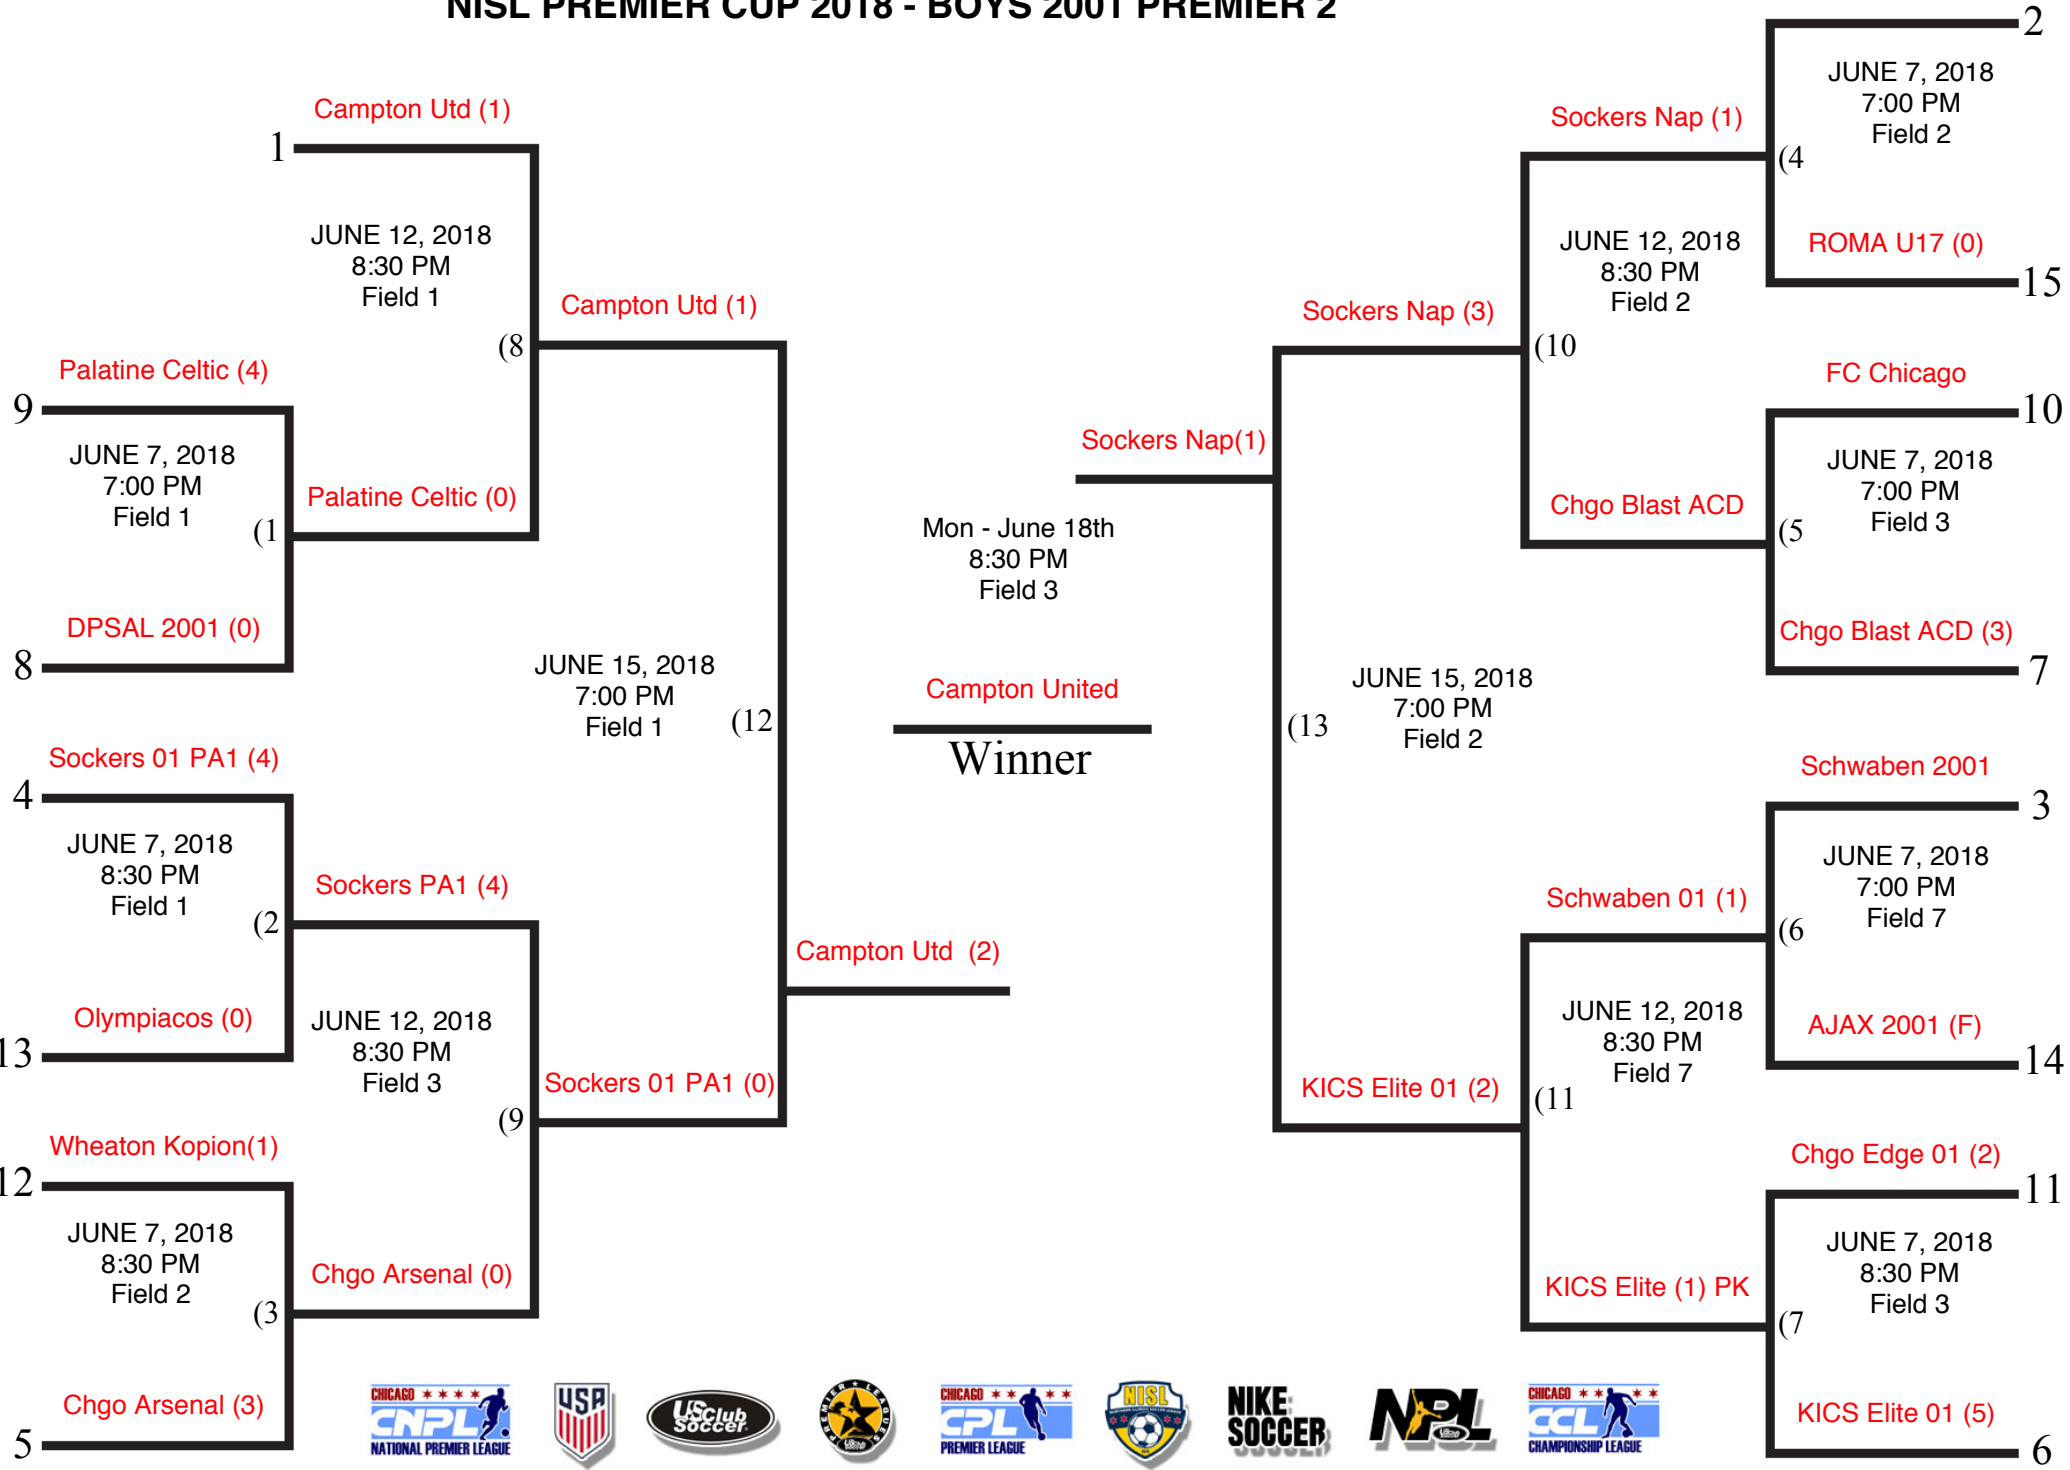 NISL PREMIER CUP 2018 - BOYS 2001 PREMIER 2
Campton Utd (1)
1
JUNE 12, 2018
8:30 PM
Field 1
(8
Campton Utd (1)
Palatine Celtic (4)
9
JUNE 7, 2018
7:00 PM
Field 1
(1
Palatine Celtic (0)
DPSAL 2001 (0)
8
JUNE 15, 2018
7:00 PM
Field 1
(12
Sockers 01 PA1 (4)
4
JUNE 7, 2018
8:30 PM
Field 1
(2
Sockers PA1 (4)
Olympiacos (0)
13
JUNE 12, 2018
8:30 PM
Field 3
(9
Sockers 01 PA1 (0)
Wheaton Kopion(1)
12
JUNE 7, 2018
8:30 PM
Field 2
(3
Chgo Arsenal (0)
Chgo Arsenal (3)
5
Campton Utd (2)
Sockers Nap(1)
Mon - June 18th
8:30 PM
Field 3
Campton United
Winner
2
JUNE 7, 2018
7:00 PM
Field 2
Sockers Nap (1)
(4
ROMA U17 (0)
15
JUNE 12, 2018
8:30 PM
Field 2
Sockers Nap (3)
(10
FC Chicago
10
JUNE 7, 2018
7:00 PM
Field 3
Chgo Blast ACD
(5
Chgo Blast ACD (3)
7
JUNE 15, 2018
7:00 PM
Field 2
(13
Schwaben 2001
3
JUNE 7, 2018
7:00 PM
Field 7
Schwaben 01 (1)
(6
AJAX 2001 (F)
14
JUNE 12, 2018
8:30 PM
Field 7
KICS Elite 01 (2)
(11
Chgo Edge 01 (2)
11
JUNE 7, 2018
8:30 PM
Field 3
KICS Elite (1) PK
(7
KICS Elite 01 (5)
6
CHICAGO
CNPL
NATIONAL PREMIER LEAGUE
USA
US Club
Soccer
PREMIER LEAGUES
CHICAGO
CPL
PREMIER LEAGUE
NISL
NIKE
SOCCER
NPL
CHICAGO
CCL
CHAMPIONSHIP LEAGUE